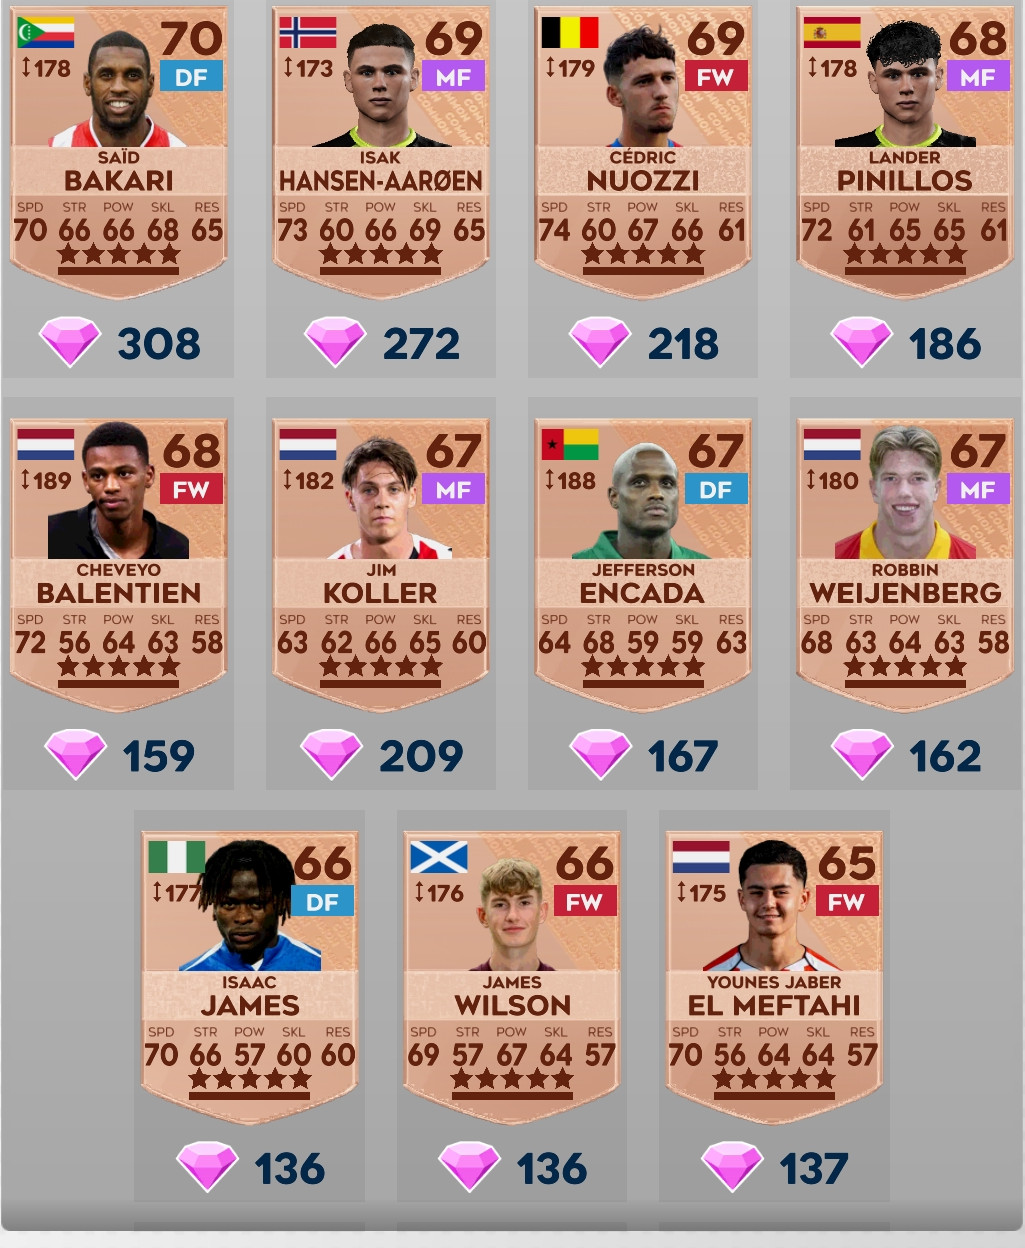 70
178
DF
SAÏD
BAKARI
SPD STR POW SKL RES
70 66 66 68 65
308
69
173
MF
ISAK
HANSEN-AARØEN
SPD STR POW SKL RES
73 60 66 69 65
272
69
179
FW
CÉDRIC
NUOZZI
SPD STR POW SKL RES
74 60 67 66 61
218
68
178
MF
LANDER
PINILLOS
SPD STR POW SKL RES
72 61 65 65 61
186
68
189
FW
CHEVEYO
BALENTIEN
SPD STR POW SKL RES
72 56 64 63 58
159
67
182
MF
JIM
KOLLER
SPD STR POW SKL RES
63 62 66 65 60
209
67
188
DF
JEFFERSON
ENCADA
SPD STR POW SKL RES
64 68 59 59 63
167
67
180
MF
ROBBIN
WEIJENBERG
SPD STR POW SKL RES
68 63 64 63 58
162
66
177
DF
ISAAC
JAMES
SPD STR POW SKL RES
70 66 57 60 60
136
66
176
FW
JAMES
WILSON
SPD STR POW SKL RES
69 57 67 64 57
136
65
175
FW
YOUNES JABER
EL MEFTAHI
SPD STR POW SKL RES
70 56 64 64 57
137